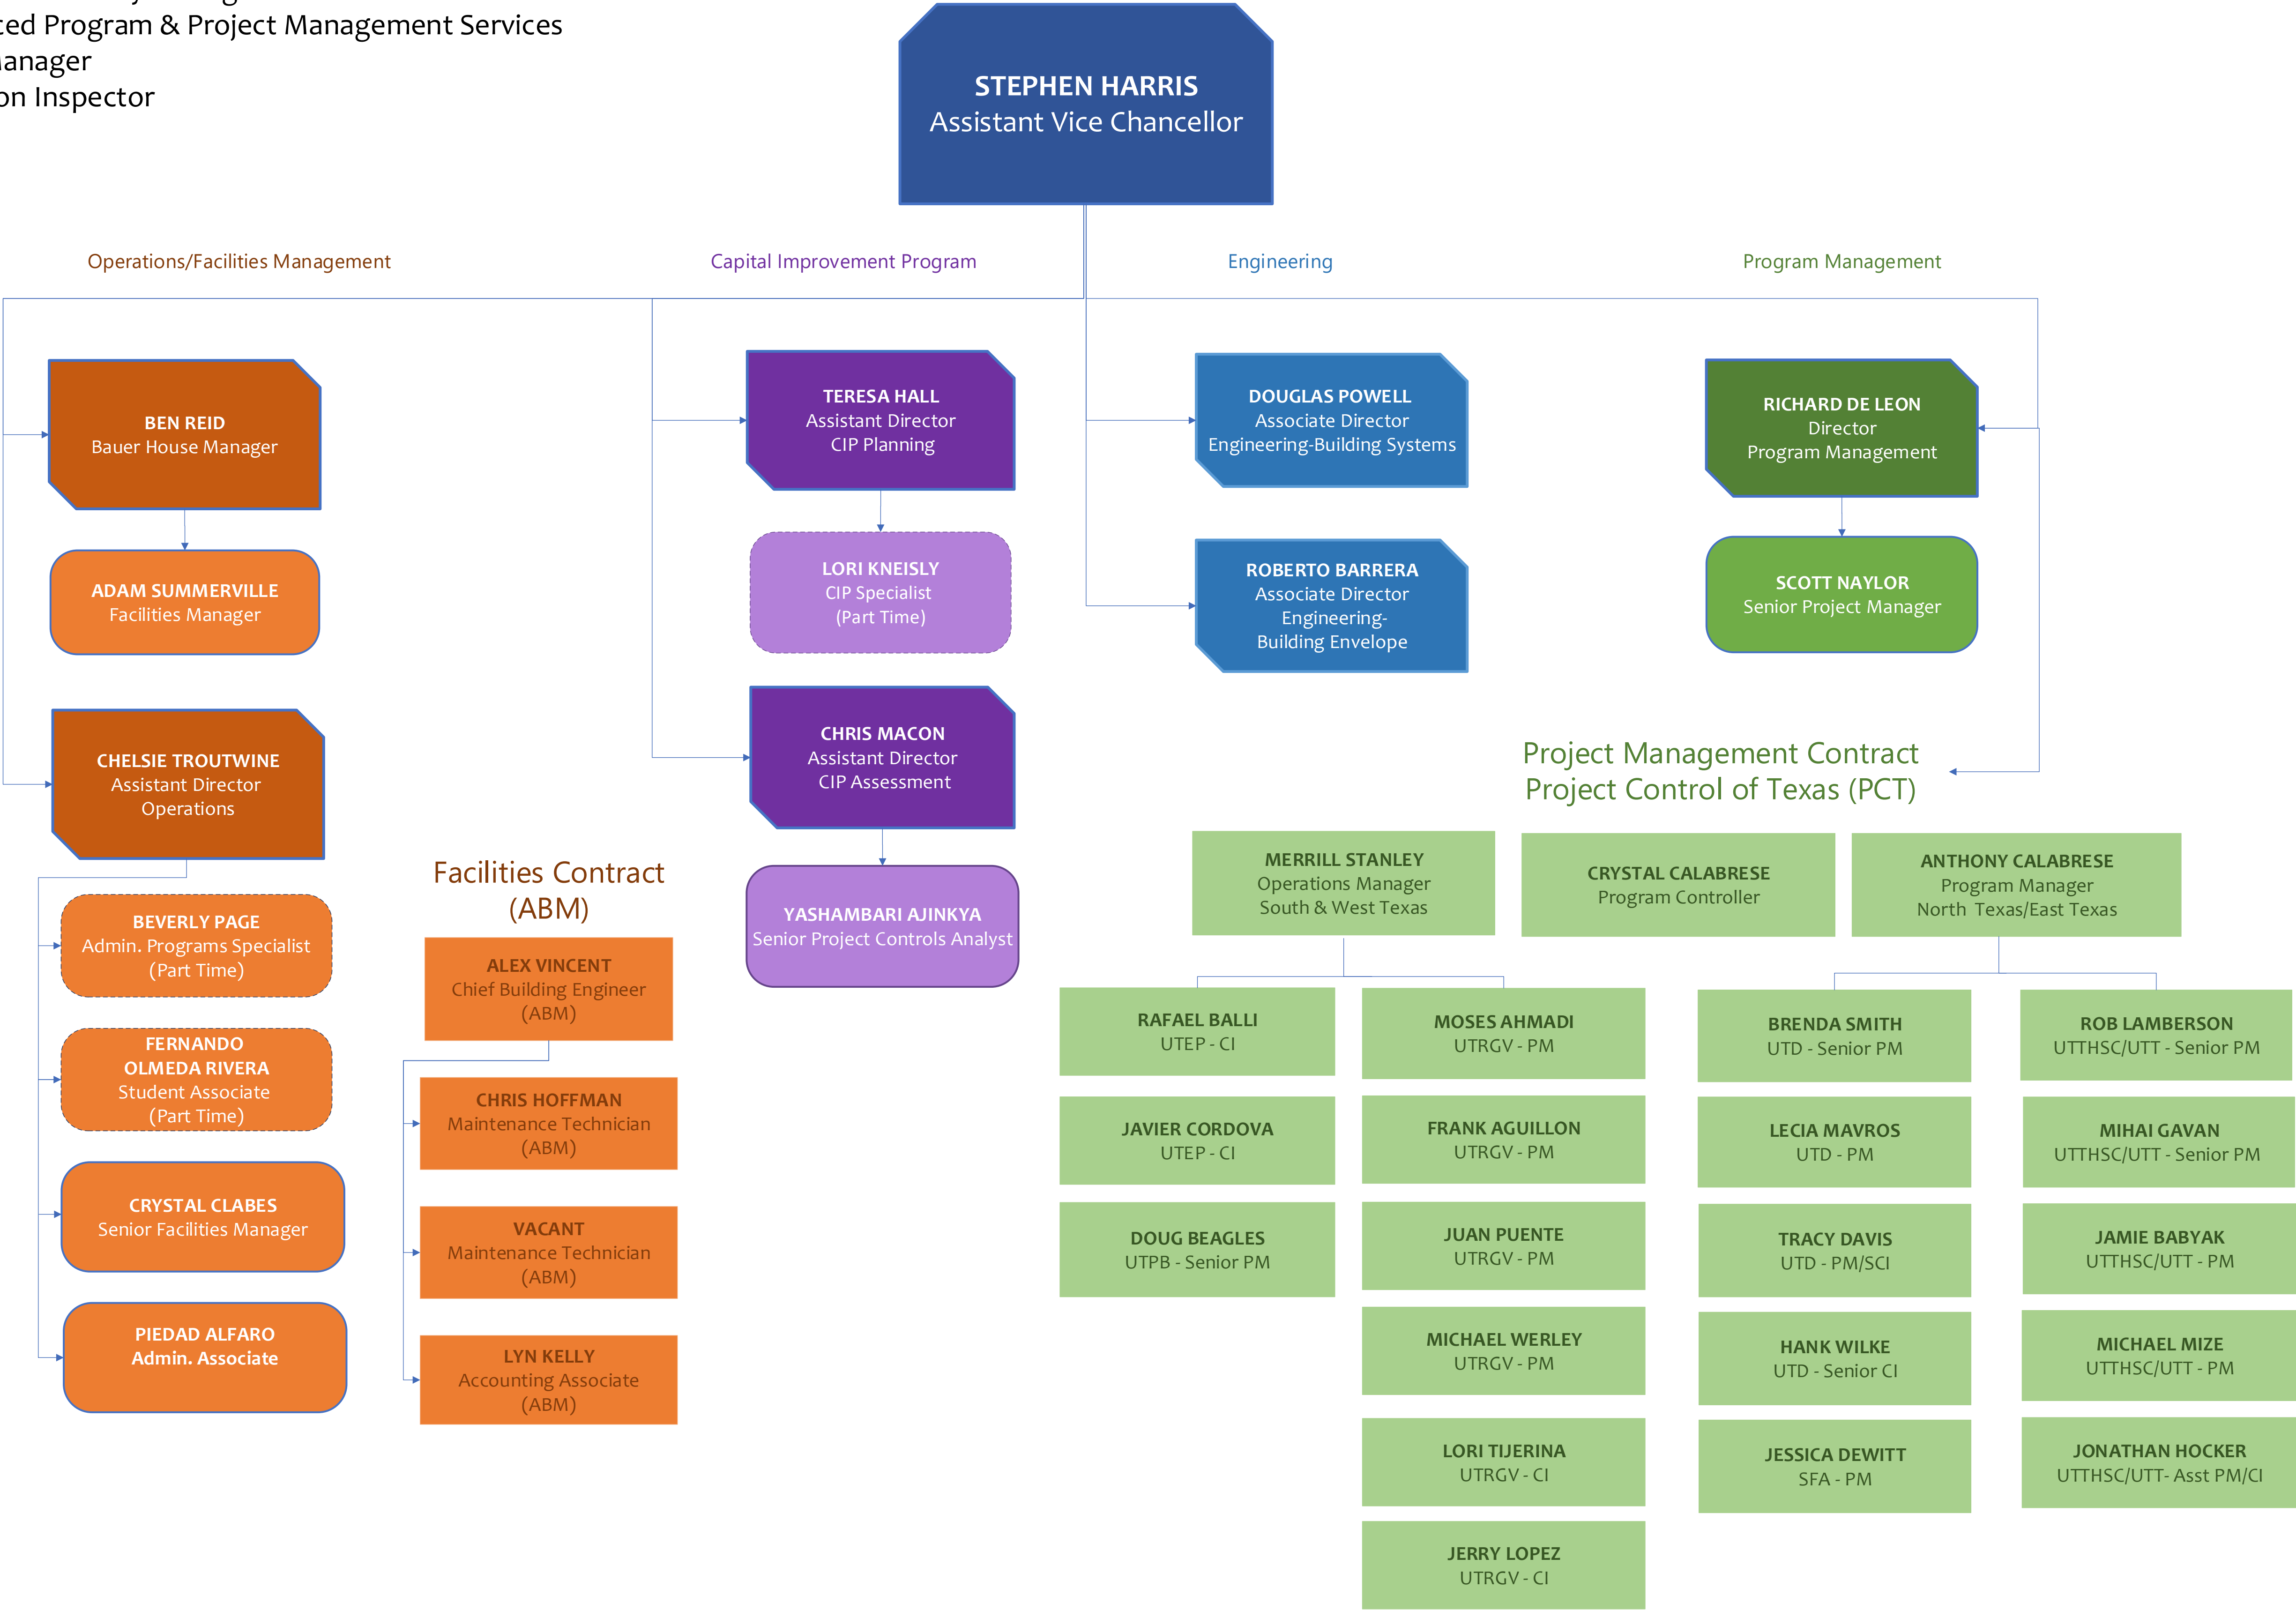 ced Program & Project Management Services
anager
on Inspector
STEPHEN HARRIS
Assistant Vice Chancellor
Operations/Facilities Management
Capital Improvement Program
Engineering
Program Management
BEN REID
Bauer House Manager
ADAM SUMMERVILLE
Facilities Manager
CHELSIE TROUTWINE
Assistant Director
Operations
BEVERLY PAGE
Admin. Programs Specialist
(Part Time)
FERNANDO
OLMEDA RIVERA
Student Associate
(Part Time)
CRYSTAL CLABES
Senior Facilities Manager
PIEDAD ALFARO
Admin. Associate
Facilities Contract
(ABM)
ALEX VINCENT
Chief Building Engineer
(ABM)
CHRIS HOFFMAN
Maintenance Technician
(ABM)
VACANT
Maintenance Technician
(ABM)
LYN KELLY
Accounting Associate
(ABM)
TERESA HALL
Assistant Director
CIP Planning
LORI KNEISLY
CIP Specialist
(Part Time)
CHRIS MACON
Assistant Director
CIP Assessment
YASHAMBARI AJINKYA
Senior Project Controls Analyst
DOUGLAS POWELL
Associate Director
Engineering-Building Systems
ROBERTO BARRERA
Associate Director
Engineering-
Building Envelope
RICHARD DE LEON
Director
Program Management
SCOTT NAYLOR
Senior Project Manager
Project Management Contract
Project Control of Texas (PCT)
MERRILL STANLEY
Operations Manager
South & West Texas
CRYSTAL CALABRESE
Program Controller
ANTHONY CALABRESE
Program Manager
North Texas/East Texas
RAFAEL BALLI
UTEP - CI
JAVIER CORDOVA
UTEP - CI
DOUG BEAGLES
UTPB - Senior PM
MOSES AHMADI
UTRGV - PM
FRANK AGUILLON
UTRGV - PM
JUAN PUENTE
UTRGV - PM
MICHAEL WERLEY
UTRGV - PM
LORI TIJERINA
UTRGV - CI
JERRY LOPEZ
UTRGV - CI
BRENDA SMITH
UTD - Senior PM
LECIA MAVROS
UTD - PM
TRACY DAVIS
UTD - PM/SCI
HANK WILKE
UTD - Senior CI
JESSICA DEWITT
SFA - PM
ROB LAMBERSON
UTTHSC/UTT - Senior PM
MIHAI GAVAN
UTTHSC/UTT - Senior PM
JAMIE BABYAK
UTTHSC/UTT - PM
MICHAEL MIZE
UTTHSC/UTT - PM
JONATHAN HOCKER
UTTHSC/UTT- Asst PM/CI